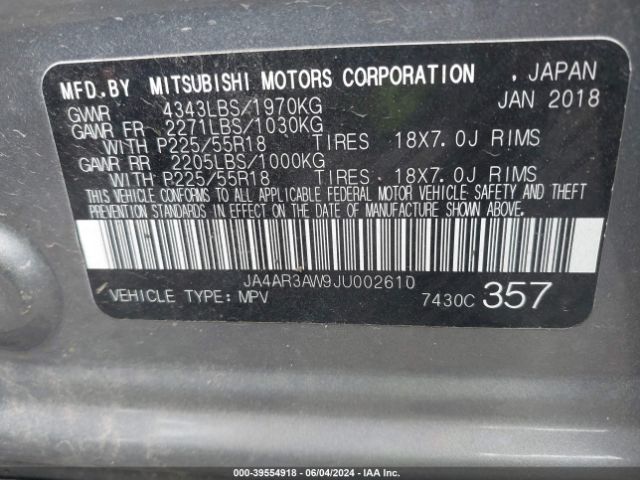 MFD.BY MITSUBISHI MOTORS CORPORATION . JAPAN
GWR 4343LBS/1970KG JAN 2018
GAWR FR 2271LBS/1030KG
WITH P225/55R18 TIRES 18X7.0J RIMS
GAWR RR 2205LBS/1000KG
WITH P225/55R18 TIRES 18X7.0J RIMS
THIS VEHICLE CONFORMS TO ALL APPLICABLE FEDERAL MOTOR VEHICLE SAFETY AND THEFT
PREVENTION STANDARDS IN EFFECT ON THE DATE OF MANUFACTURE SHOWN ABOVE.
JA4AR3AW9JU002610
VEHICLE TYPE: MPV 7430C 357
000-39554918 - 06/04/2024 - IAA Inc.